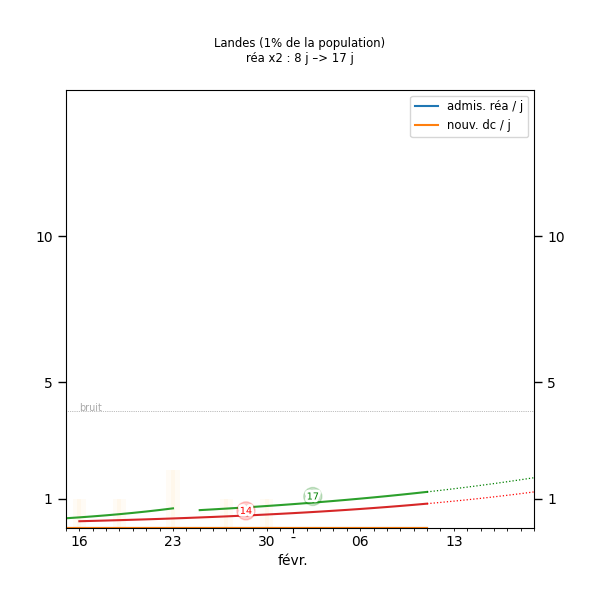 Landes (1% de la population)
réa x2 : 8 j –> 17 j
admis. réa / j
nouv. dc / j
10
10
5
5
bruit
17
14
1
1
16
23
30
-
06
13
févr.